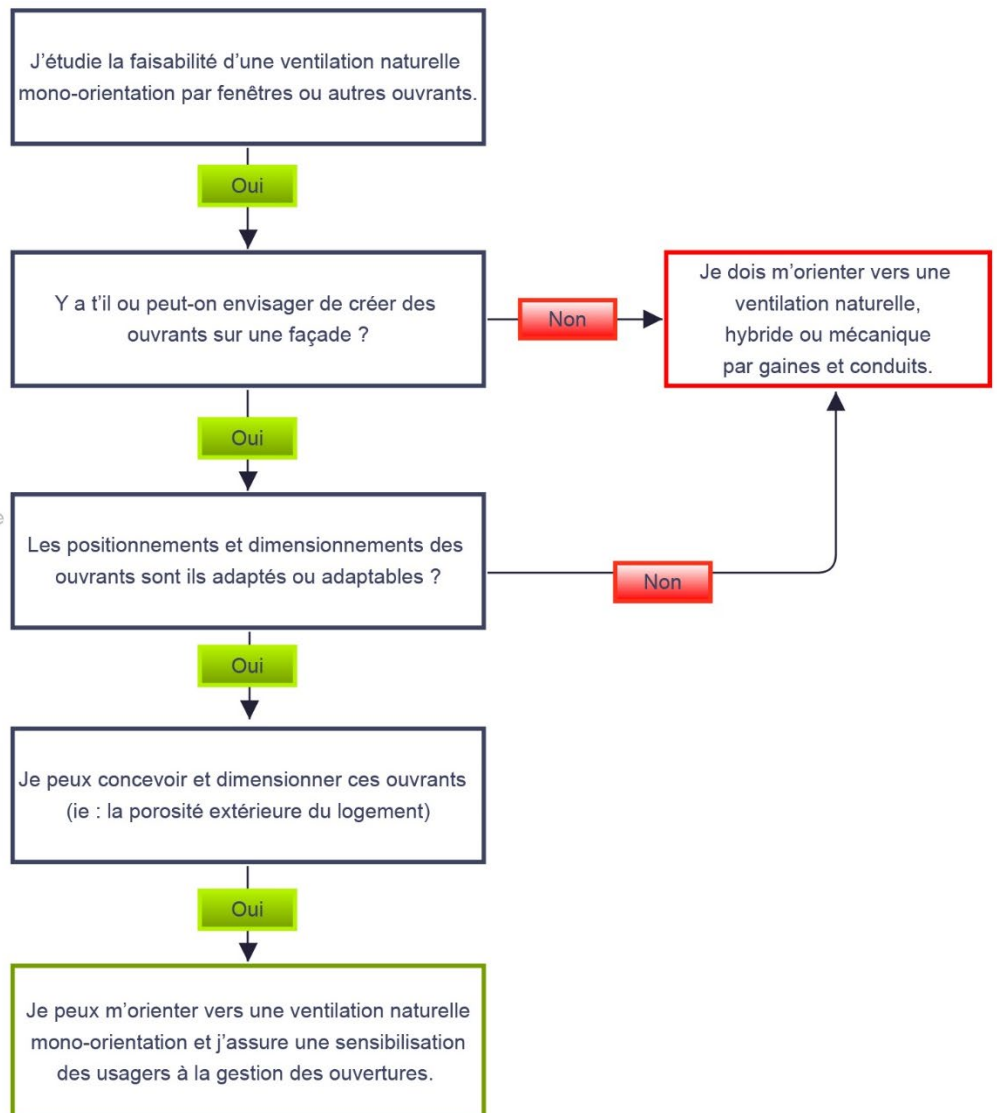 J’étudie la faisabilité d’une ventilation naturelle
mono-orientation par fenêtres ou autres ouvrants.
Oui
Y a t’il ou peut-on envisager de créer des
ouvrants sur une façade ?
Non
Je dois m’orienter vers une
ventilation naturelle,
hybride ou mécanique
par gaines et conduits.
Oui
Les positionnements et dimensionnements des
ouvrants sont ils adaptés ou adaptables ?
Non
Oui
Je peux concevoir et dimensionner ces ouvrants
(ie : la porosité extérieure du logement)
Oui
Je peux m’orienter vers une ventilation naturelle
mono-orientation et j’assure une sensibilisation
des usagers à la gestion des ouvertures.